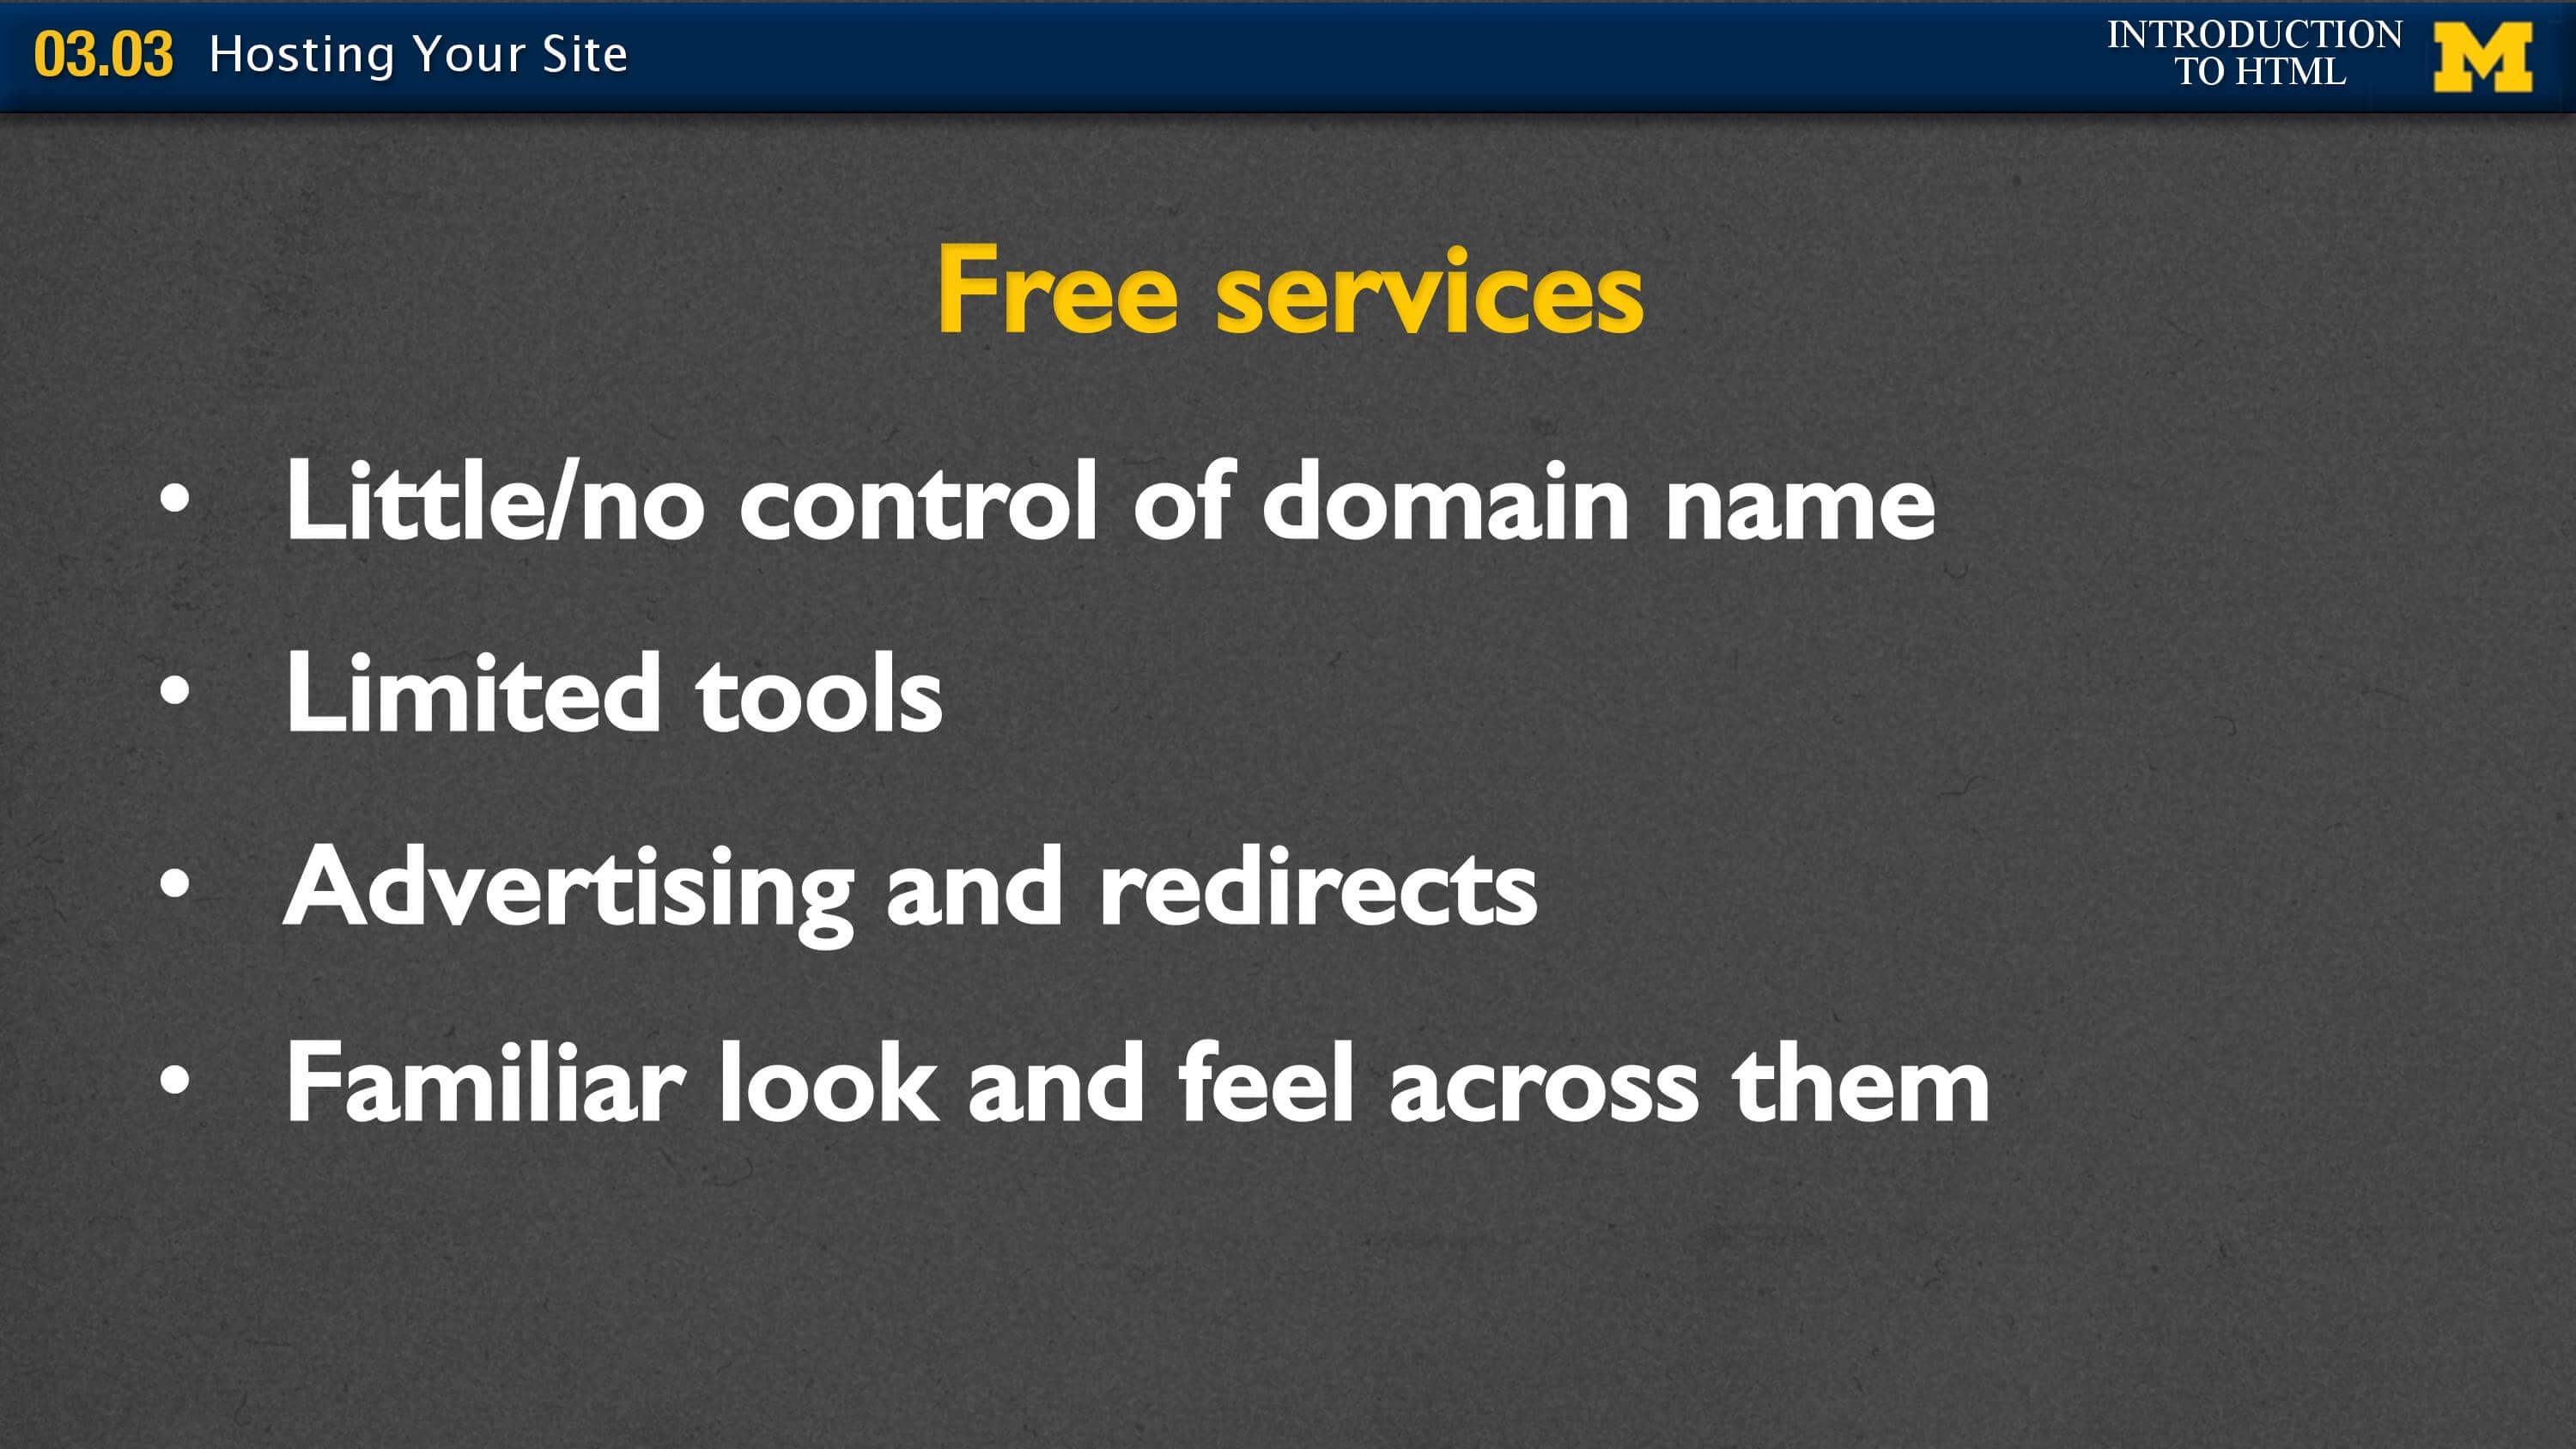 03.03 Hosting Your Site
INTRODUCTION
TO HTML
M
Free services
• Little/no control of domain name
• Limited tools
• Advertising and redirects
• Familiar look and feel across them